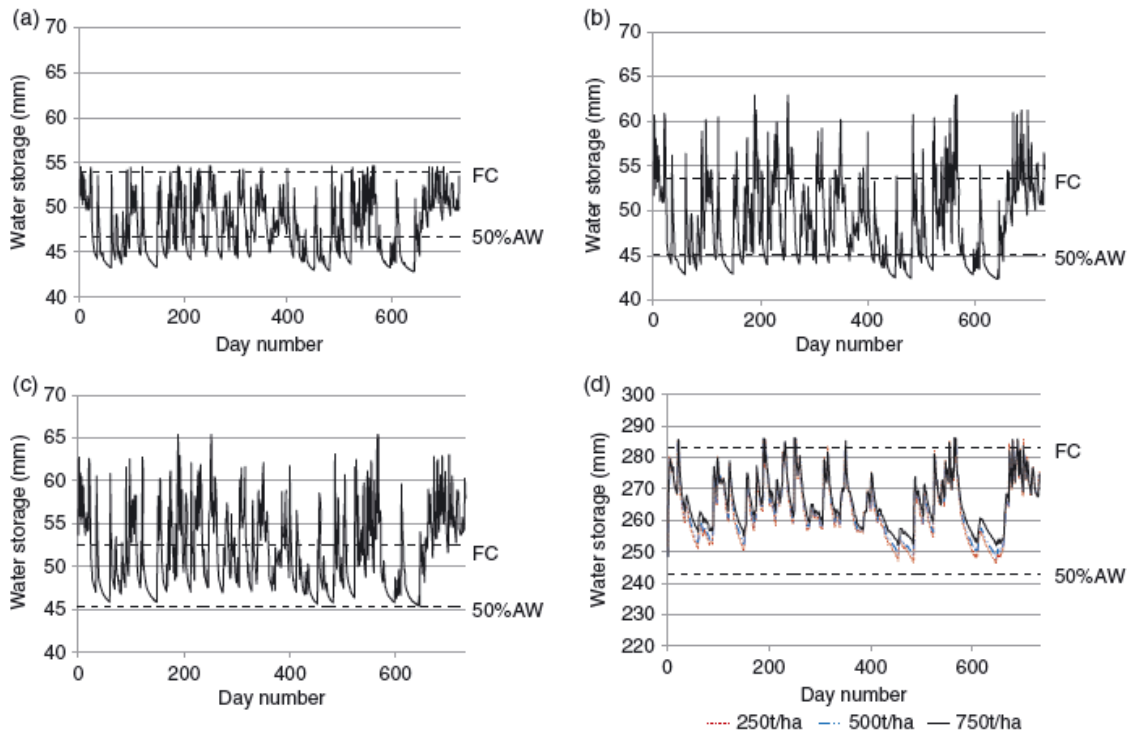 (a)
70
65
60
55
50
45
40
Water storage (mm)
FC
50%AW
0 200 400 600
Day number
(b)
70
65
60
55
50
45
40
Water storage (mm)
FC
50%AW
0 200 400 600
Day number
(c)
70
65
60
55
50
45
40
Water storage (mm)
FC
50%AW
0 200 400 600
Day number
(d)
300
290
280
270
260
250
240
230
220
Water storage (mm)
FC
50%AW
0 200 400 600
Day number
250t/ha 500t/ha 750t/ha